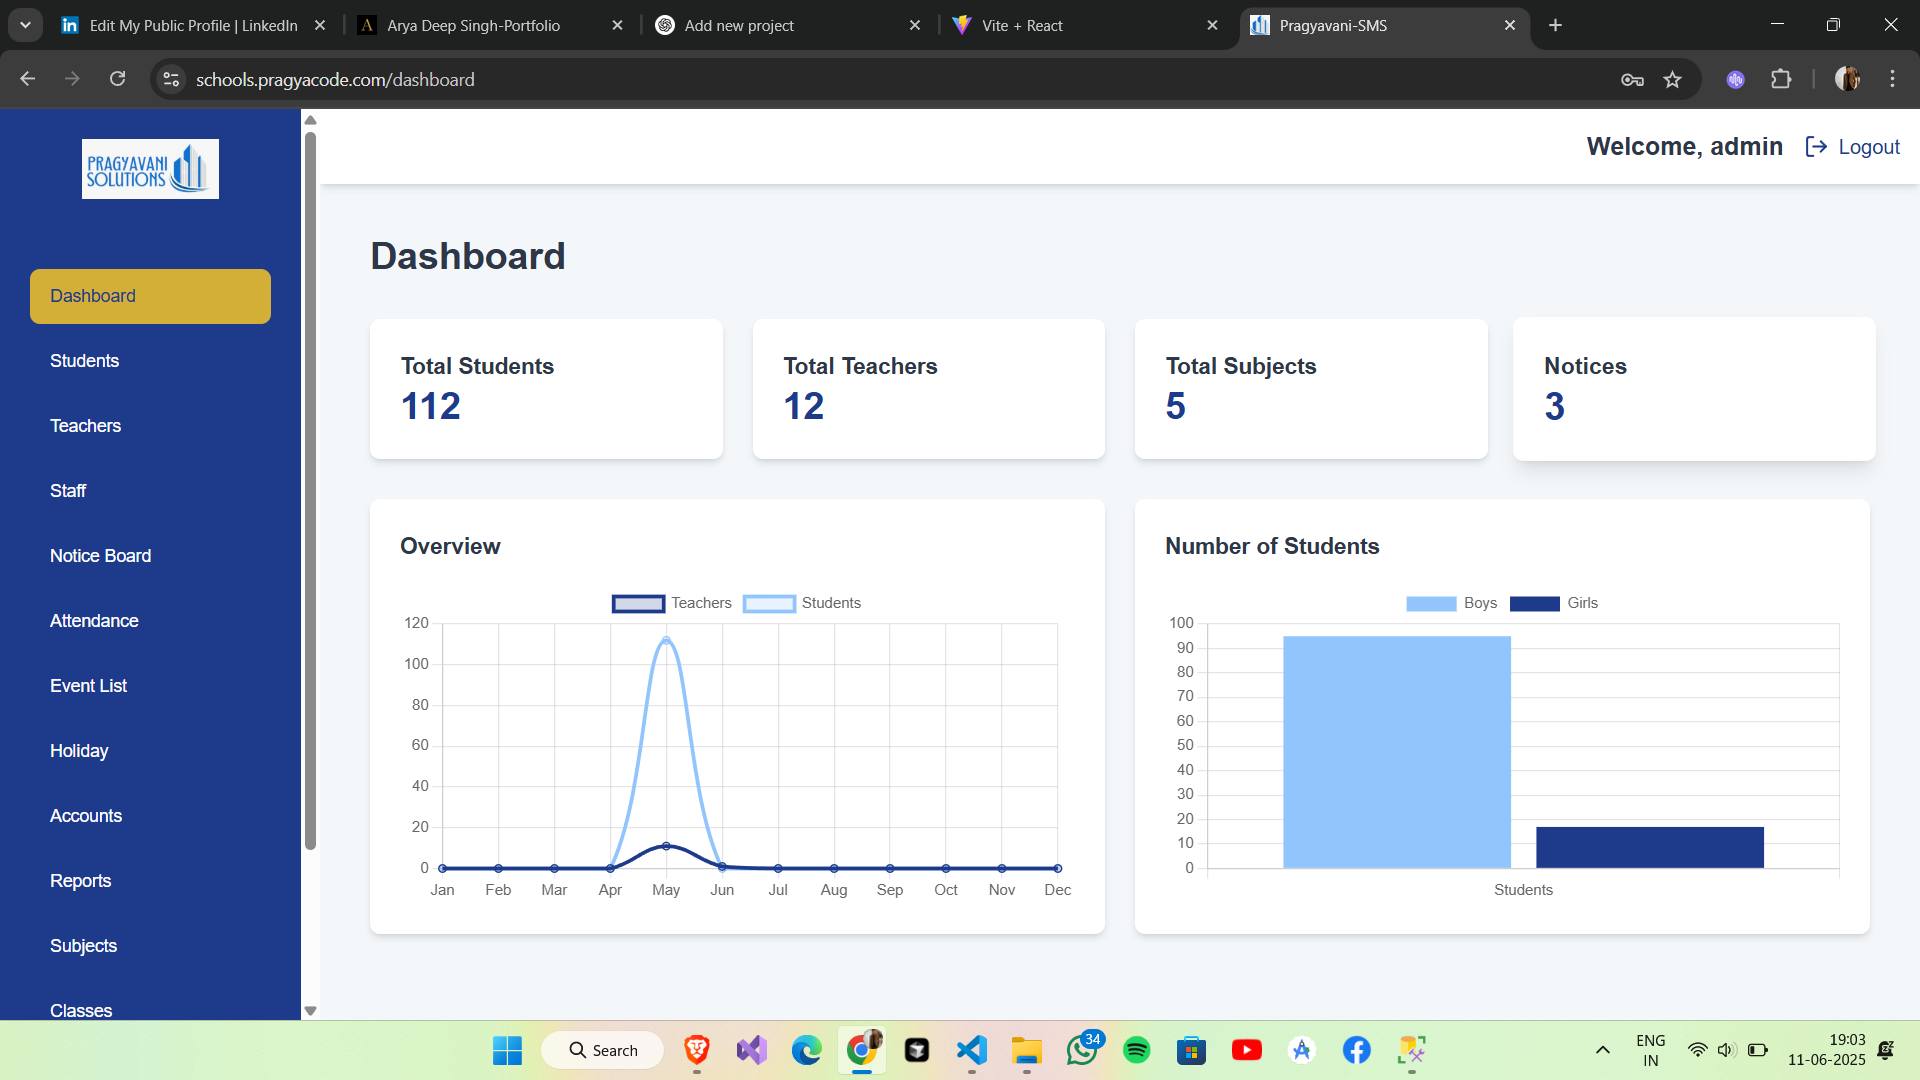 Edit My Public Profile | LinkedIn
Arya Deep Singh-Portfolio
Add new project
Vite + React
Pragyavani-SMS
schools.pragyacode.com/dashboard
PRAGYAVANI
SOLUTIONS
Welcome, admin
Logout
Dashboard
Students
Teachers
Staff
Notice Board
Attendance
Event List
Holiday
Accounts
Reports
Subjects
Classes
Dashboard
Total Students
112
Total Teachers
12
Total Subjects
5
Notices
3
Overview
Teachers Students
120
100
80
60
40
20
0
Jan Feb Mar Apr May Jun Jul Aug Sep Oct Nov Dec
Number of Students
Boys Girls
100
90
80
70
60
50
40
30
20
10
0
Students
Search
34
ENG
IN
19:03
11-06-2025